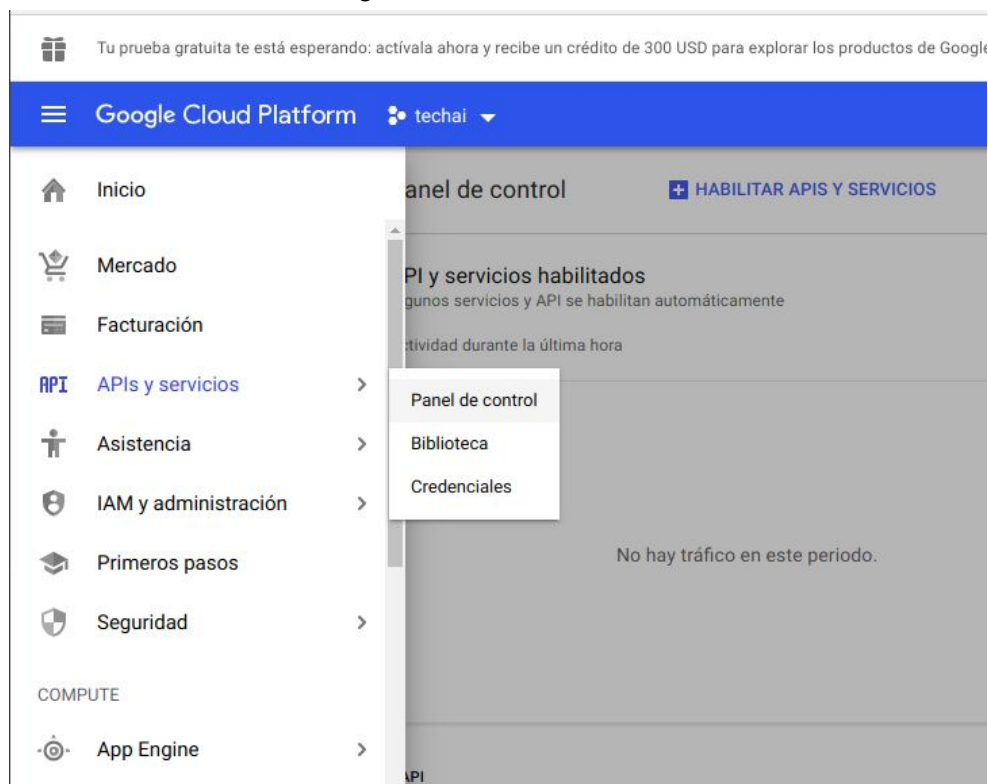 Tu prueba gratuita te está esperando: actívala ahora y recibe un crédito de 300 USD para explorar los productos de Google
Google Cloud Platform techai
Inicio
anel de control HABILITAR APIS Y SERVICIOS
Mercado
PI y servicios habilitados
gunos servicios y API se habilitan automáticamente
Facturación
ctividad durante la última hora
API APIs y servicios
Panel de control
Asistencia
Biblioteca
Credenciales
IAM y administración
Primeros pasos
No hay tráfico en este periodo.
Seguridad
COMPUTE
App Engine
API